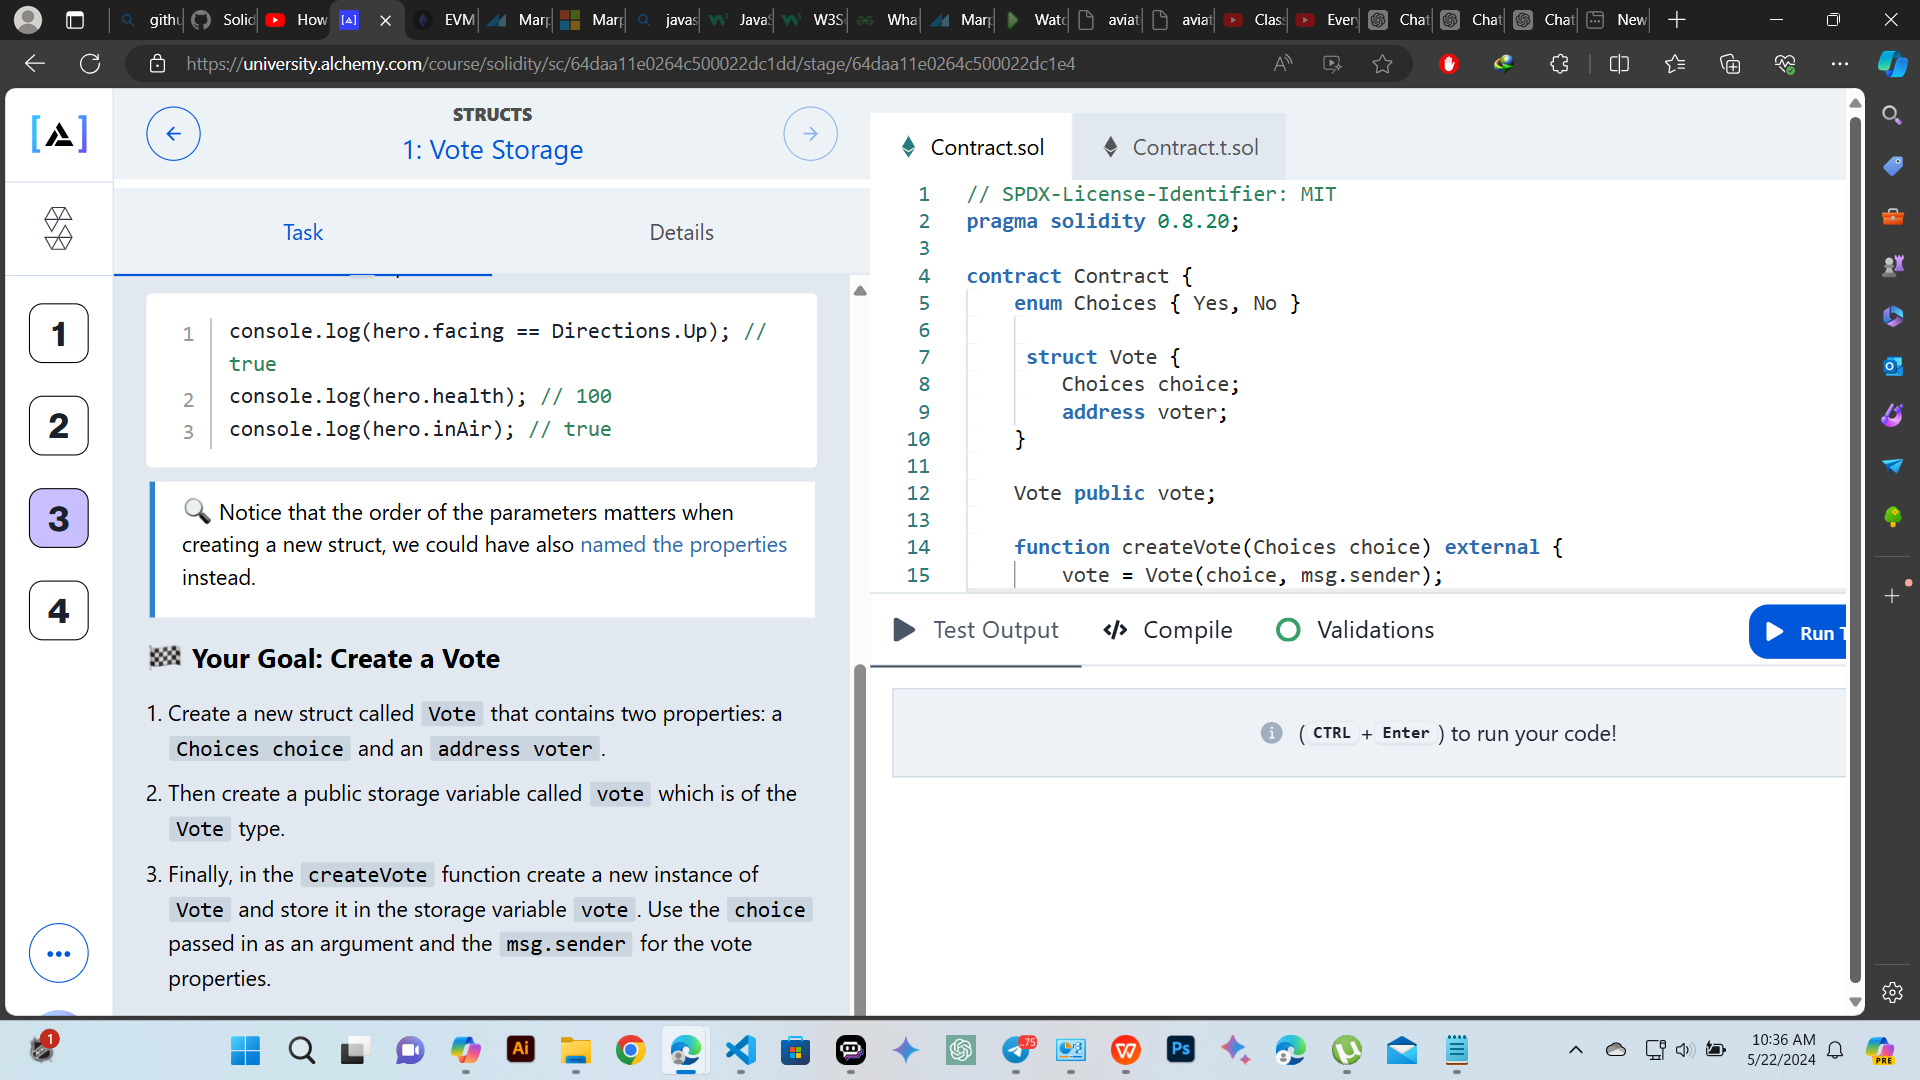 githu
Solid
How
EVM
Marp
Marp
javas
JavaS
W3S
Wha
Marp
Watc
aviat
aviat
Class
Every
Chat
Chat
Chat
New
https://university.alchemy.com/course/solidity/sc/64daa11e0264c500022dc1dd/stage/64daa11e0264c500022dc1e4
STRUCTS
1: Vote Storage
Task
Details
1
2
3
4
1 console.log(hero.facing == Directions.Up); //
true
2 console.log(hero.health); // 100
3 console.log(hero.inAir); // true
Notice that the order of the parameters matters when
creating a new struct, we could have also named the properties
instead.
Your Goal: Create a Vote
1. Create a new struct called Vote that contains two properties: a
Choices choice and an address voter .
2. Then create a public storage variable called vote which is of the
Vote type.
3. Finally, in the createVote function create a new instance of
Vote and store it in the storage variable vote . Use the choice
passed in as an argument and the msg.sender for the vote
properties.
Contract.sol
Contract.t.sol
1 // SPDX-License-Identifier: MIT
2 pragma solidity 0.8.20;
3
4 contract Contract {
5 enum Choices { Yes, No }
6
7 struct Vote {
8 Choices choice;
9 address voter;
10 }
11
12 Vote public vote;
13
14 function createVote(Choices choice) external {
15 vote = Vote(choice, msg.sender);
Test Output
Compile
Validations
Run T
( CTRL + Enter ) to run your code!
1
Ai
.75
Ps
10:36 AM
5/22/2024
PRE